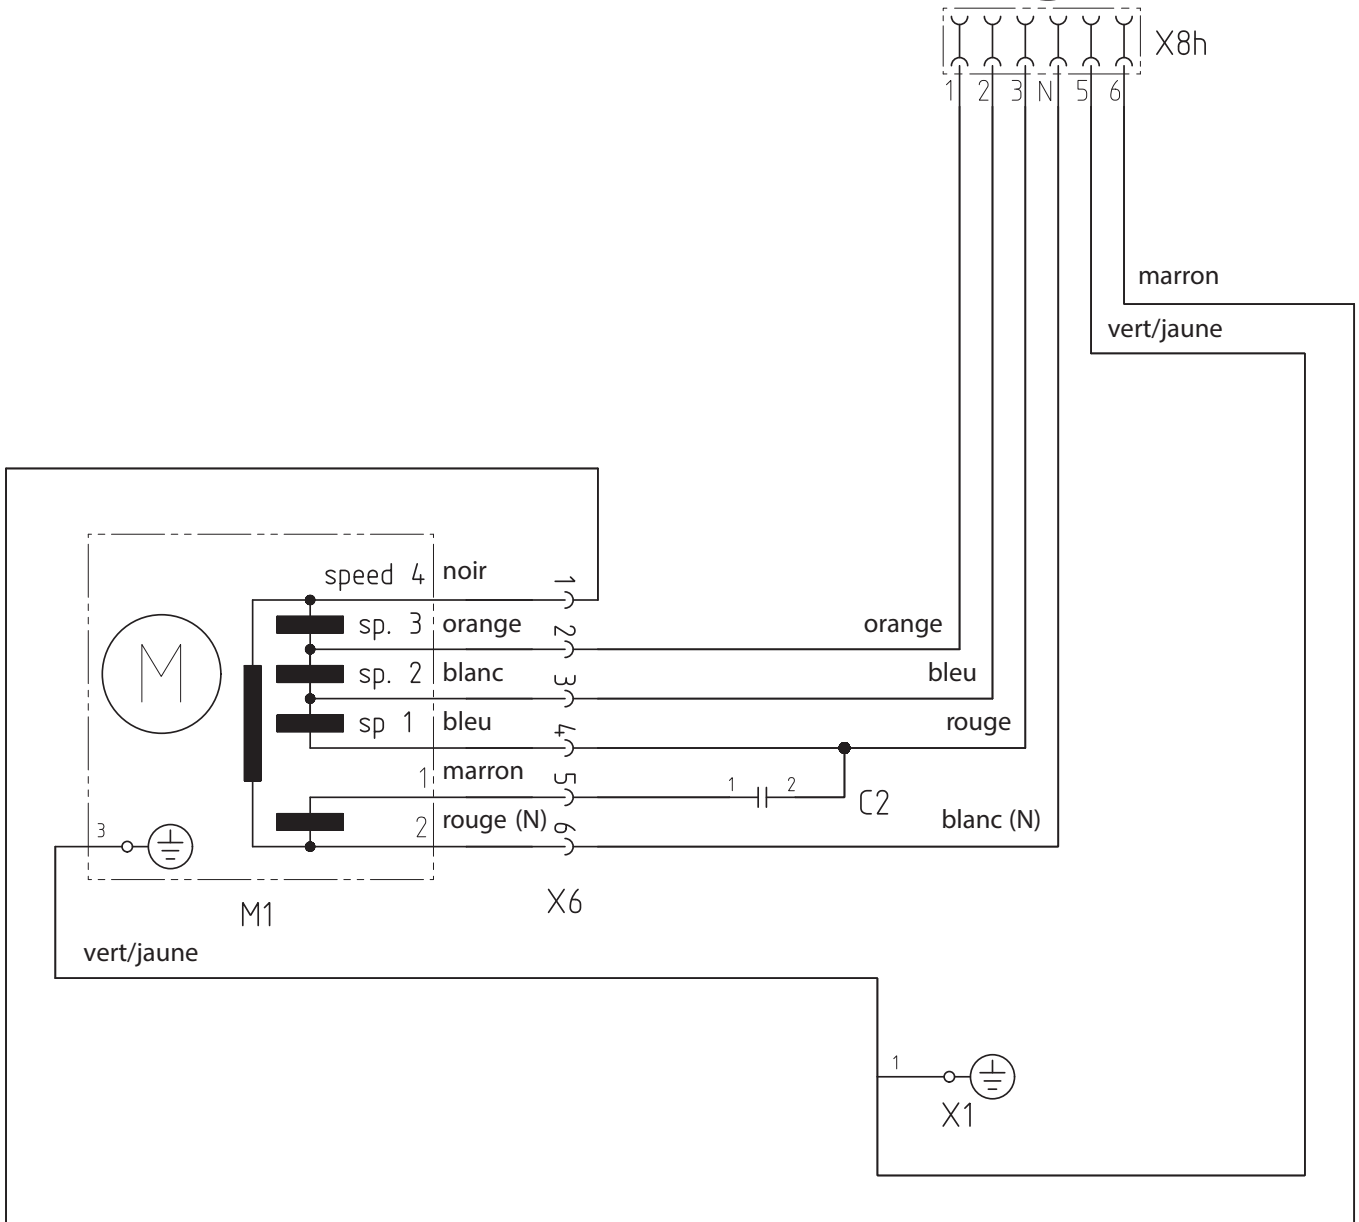 X8h
1 2 3 N 5 6
marron
vert/jaune
speed 4 noir 1
sp. 3 orange 2 orange
sp. 2 blanc 3 bleu
sp 1 bleu 4 rouge
1 marron 5 1 2 C2
2 rouge (N) 6 blanc (N)
3
M
M1 X6
vert/jaune
1
X1